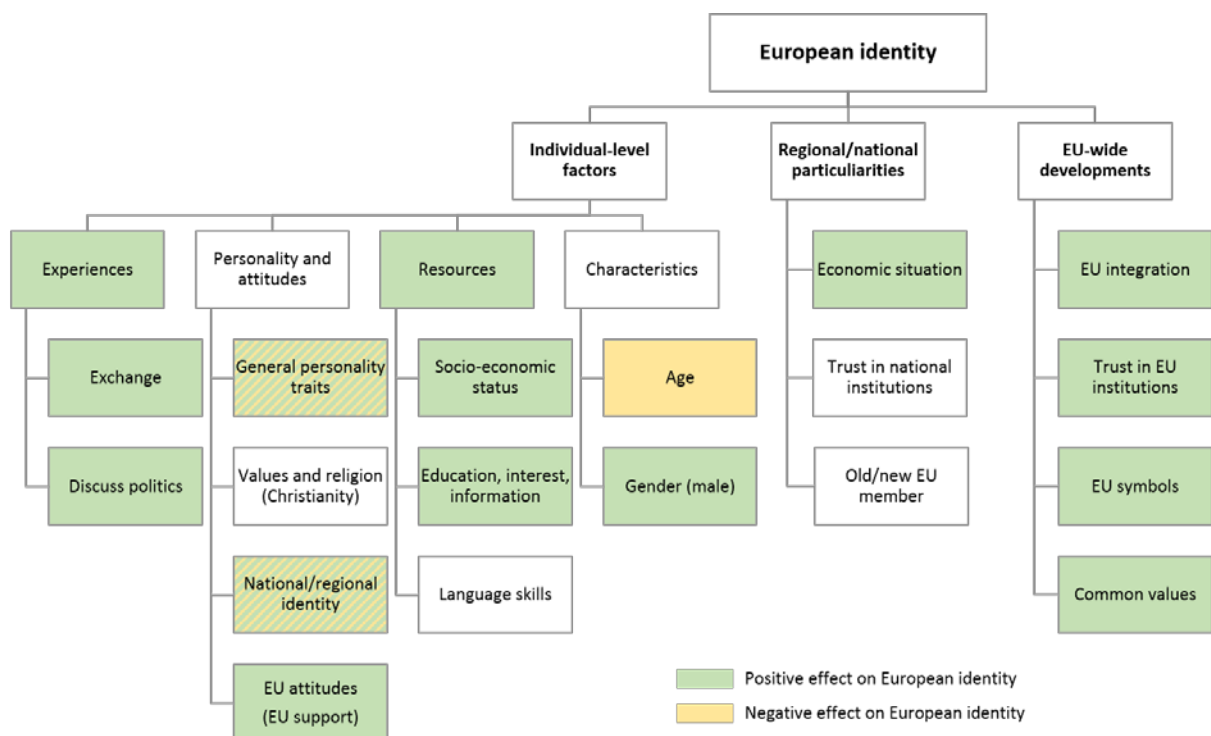 European identity
Individual-level
factors
Regional/national
particuliarities
EU-wide
developments
Experiences
Personality and
attitudes
Resources
Characteristics
Economic situation
EU integration
Exchange
General personality
traits
Socio-economic
status
Age
Trust in national
institutions
Trust in EU
institutions
Discuss politics
Values and religion
(Christianity)
Education, interest,
information
Gender (male)
Old/new EU
member
EU symbols
National/regional
identity
Language skills
Common values
EU attitudes
(EU support)
Positive effect on European identity
Negative effect on European identity